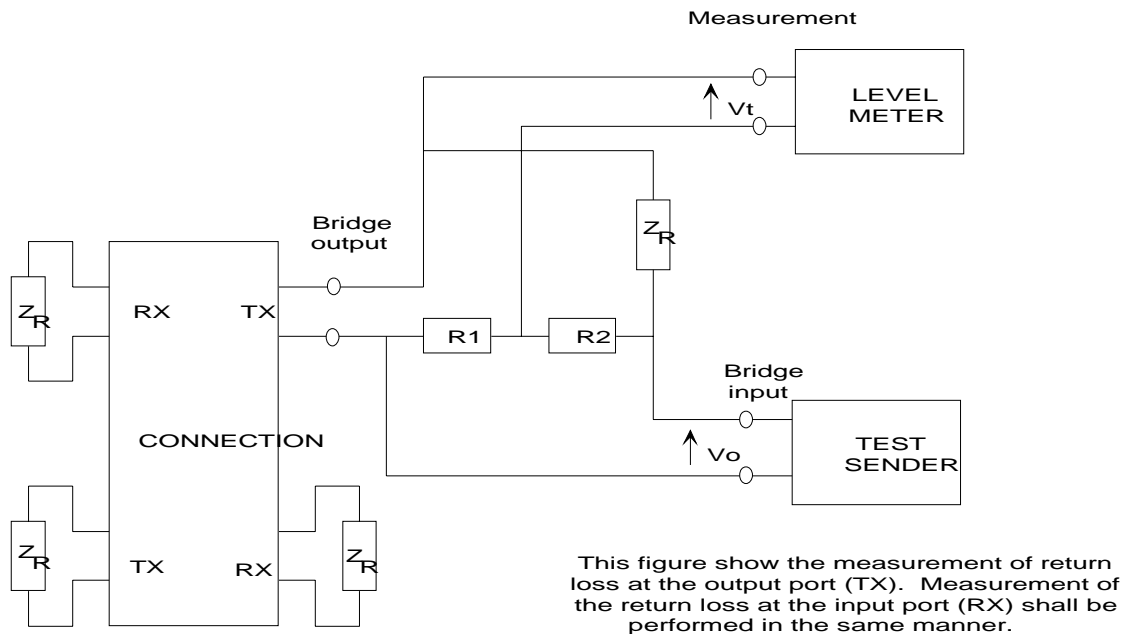 Measurement
LEVEL
METER
Vt
Bridge
output
Z
R
Z
R
RX
TX
R1
R2
Bridge
input
CONNECTION
Vo
TEST
SENDER
Z
R
TX
RX
Z
R
This figure show the measurement of return
loss at the output port (TX). Measurement of
the return loss at the input port (RX) shall be
performed in the same manner.